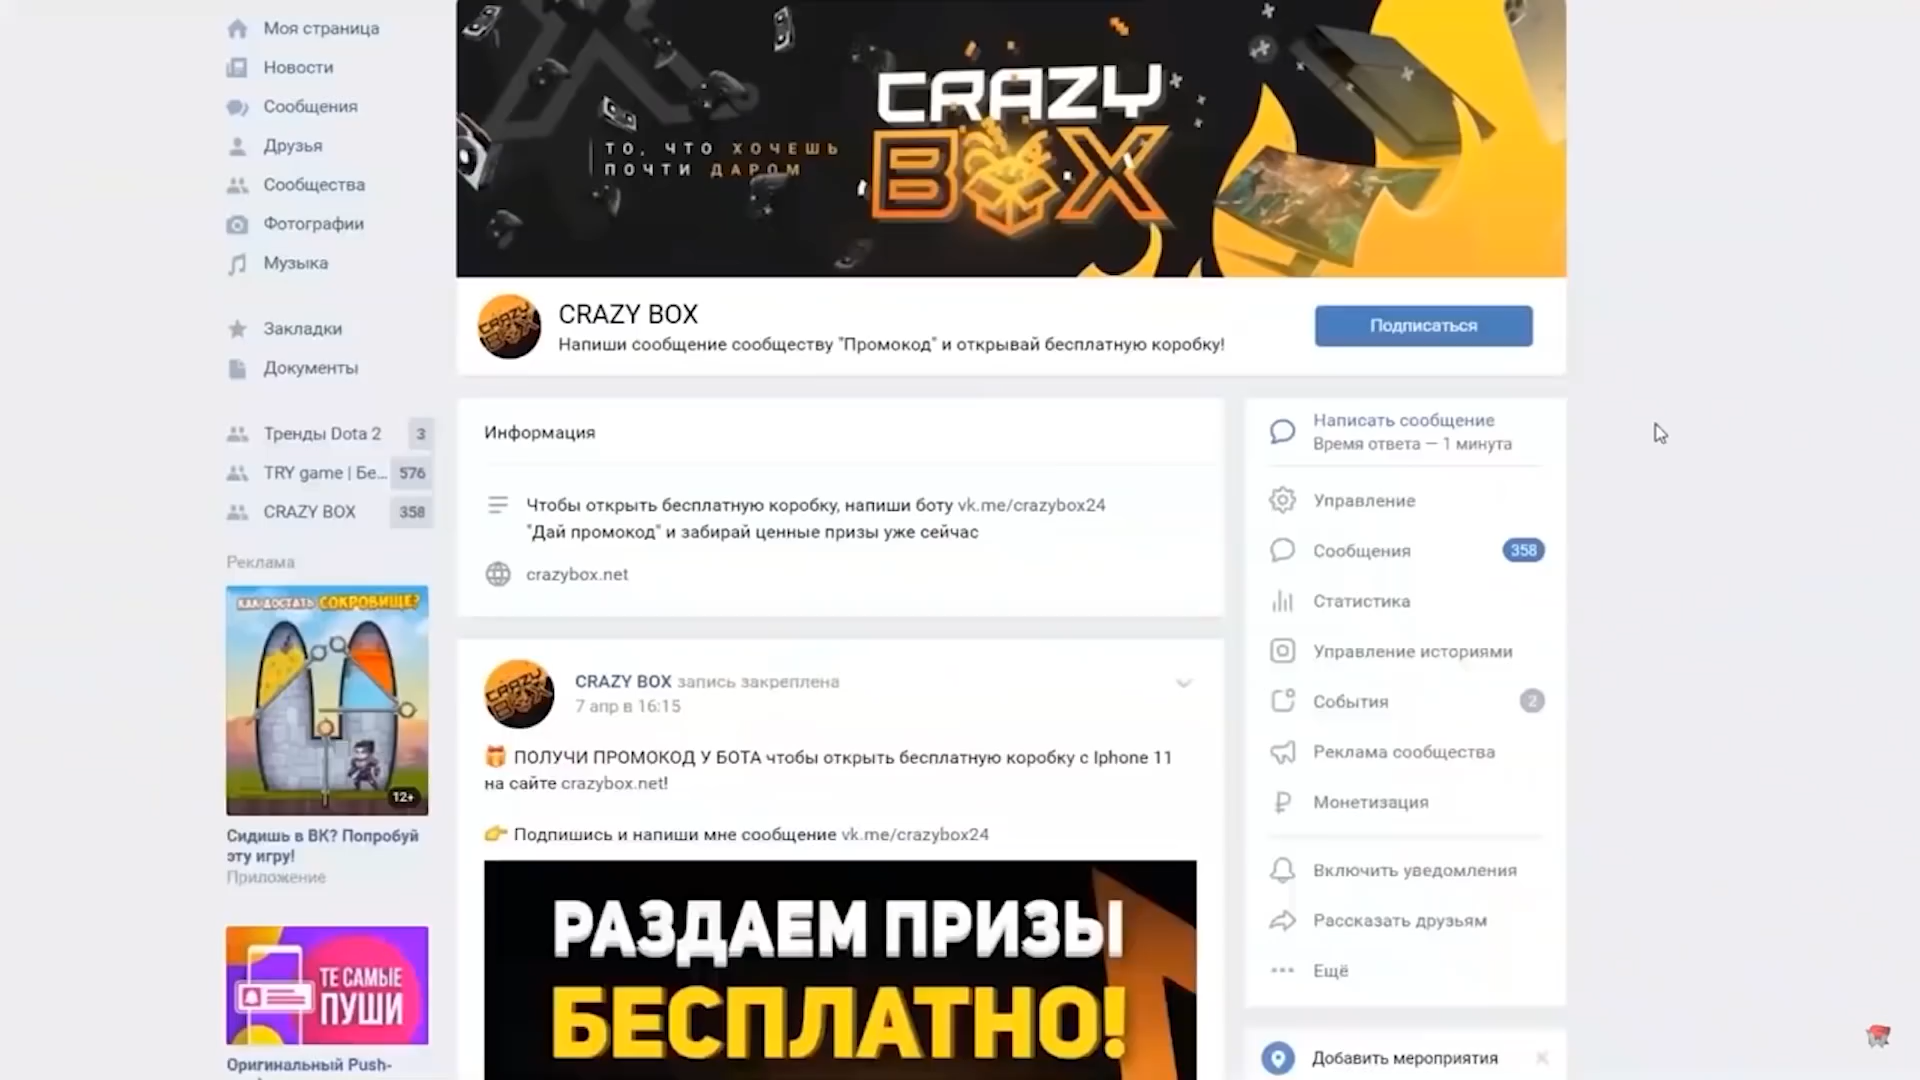 Моя страница
Новости
Сообщения
Друзья
Сообщества
Фотографии
Музыка
Закладки
Документы
Тренды Dota 2 3
TRY game | Бе... 576
CRAZY BOX 358
Реклама
КАК ДОСТАТЬ СОКРОВИЩЕ?
12+
Сидишь в ВК? Попробуй
эту игру!
Приложение
ТЕ САМЫЕ
ПУШИ
Оригинальный Push-
ТО, ЧТО ХОЧЕШЬ
ПОЧТИ ДАРОМ
CRAZY
BOX
CRAZY BOX
CRAZY BOX
Напиши сообщение сообществу "Промокод" и открывай бесплатную коробку!
Подписаться
Информация
Чтобы открыть бесплатную коробку, напиши боту vk.me/crazybox24
"Дай промокод" и забирай ценные призы уже сейчас
crazybox.net
CRAZY BOX
CRAZY BOX запись закреплена
7 апр в 16:15
ПОЛУЧИ ПРОМОКОД У БОТА чтобы открыть бесплатную коробку с Iphone 11
на сайте crazybox.net!
Подпишись и напиши мне сообщение vk.me/crazybox24
РАЗДАЕМ ПРИЗЫ
БЕСПЛАТНО!
Написать сообщение
Время ответа — 1 минута
Управление
Сообщения 358
Статистика
Управление историями
События 2
Реклама сообщества
Монетизация
Включить уведомления
Рассказать друзьям
Ещё
Добавить мероприятия